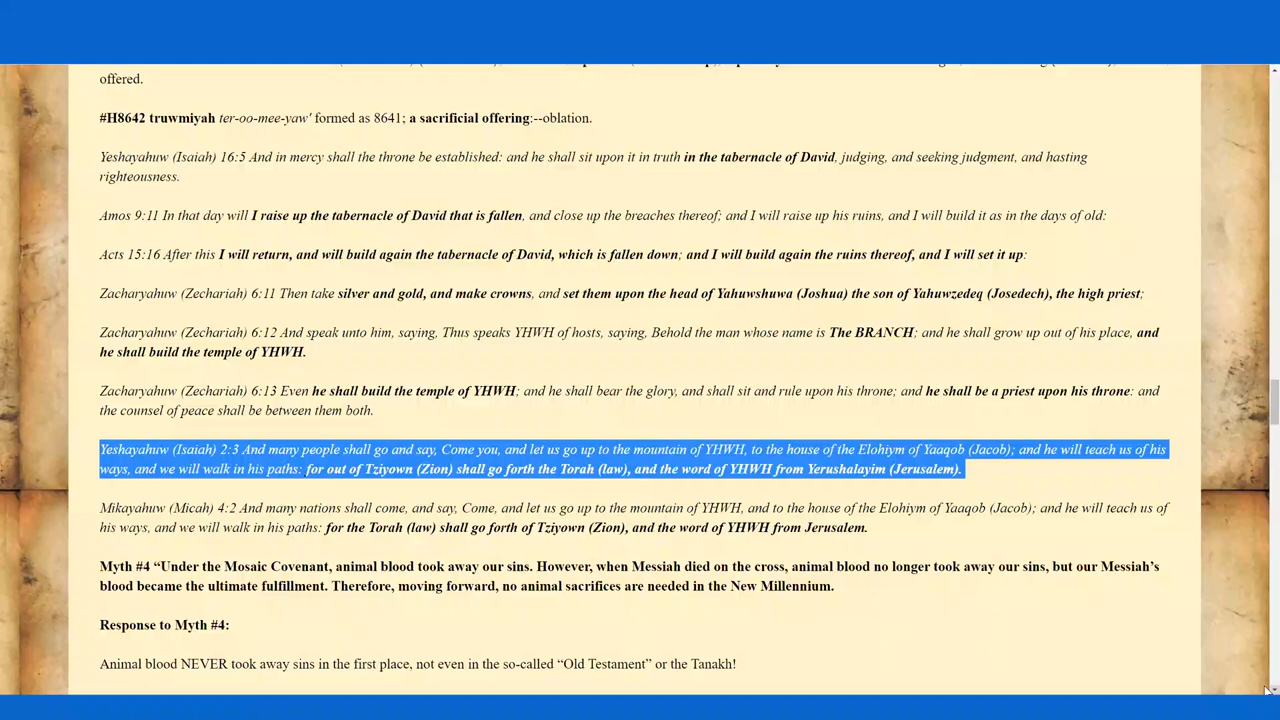 offered.
#H8642 truwmiyah ter-oo-mee-yaw' formed as 8641; a sacrificial offering:--oblation.
Yeshayahuw (Isaiah) 16:5 And in mercy shall the throne be established: and he shall sit upon it in truth in the tabernacle of David, judging, and seeking judgment, and hasting
righteousness.
Amos 9:11 In that day will I raise up the tabernacle of David that is fallen, and close up the breaches thereof; and I will raise up his ruins, and I will build it as in the days of old:
Acts 15:16 After this I will return, and will build again the tabernacle of David, which is fallen down; and I will build again the ruins thereof, and I will set it up:
Zacharyahuw (Zechariah) 6:11 Then take silver and gold, and make crowns, and set them upon the head of Yahuwshuwa (Joshua) the son of Yahuwzedeq (Josedech), the high priest;
Zacharyahuw (Zechariah) 6:12 And speak unto him, saying, Thus speaks YHWH of hosts, saying, Behold the man whose name is The BRANCH; and he shall grow up out of his place, and
he shall build the temple of YHWH.
Zacharyahuw (Zechariah) 6:13 Even he shall build the temple of YHWH; and he shall bear the glory, and shall sit and rule upon his throne; and he shall be a priest upon his throne: and
the counsel of peace shall be between them both.
Yeshayahuw (Isaiah) 2:3 And many people shall go and say, Come you, and let us go up to the mountain of YHWH, to the house of the Elohiym of Yaaqob (Jacob); and he will teach us of his
ways, and we will walk in his paths: for out of Tziyown (Zion) shall go forth the Torah (law), and the word of YHWH from Yerushalayim (Jerusalem).
Mikayahuw (Micah) 4:2 And many nations shall come, and say, Come, and let us go up to the mountain of YHWH, and to the house of the Elohiym of Yaaqob (Jacob); and he will teach us of
his ways, and we will walk in his paths: for the Torah (law) shall go forth of Tziyown (Zion), and the word of YHWH from Jerusalem.
Myth #4 “Under the Mosaic Covenant, animal blood took away our sins. However, when Messiah died on the cross, animal blood no longer took away our sins, but our Messiah’s
blood became the ultimate fulfillment. Therefore, moving forward, no animal sacrifices are needed in the New Millennium.
Response to Myth #4:
Animal blood NEVER took away sins in the first place, not even in the so-called “Old Testament” or the Tanakh!